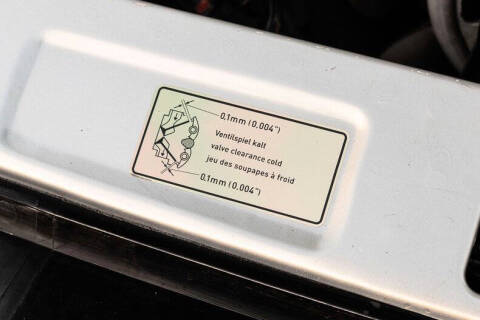 0,1mm (0.004")
Ventilspiel kalt
valve clearance cold
jeu des soupapes à froid
0,1mm (0.004")